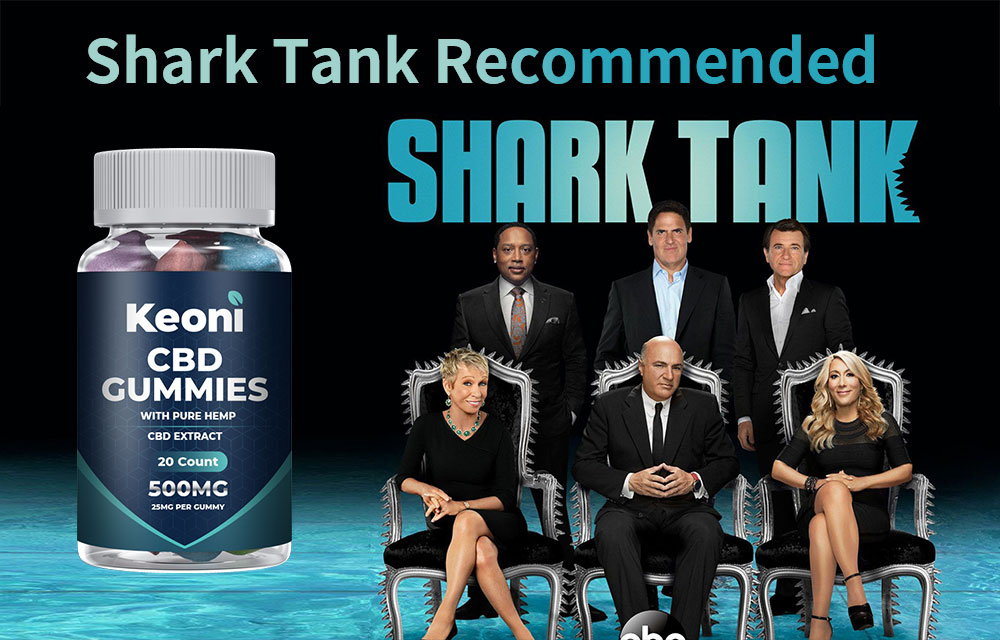 Shark Tank Recommended
SHARK TANK
Keoni
CBD
GUMMIES
WITH PURE HEMP
CBD EXTRACT
20 Count
500MG
25MG PER GUMMY
abc